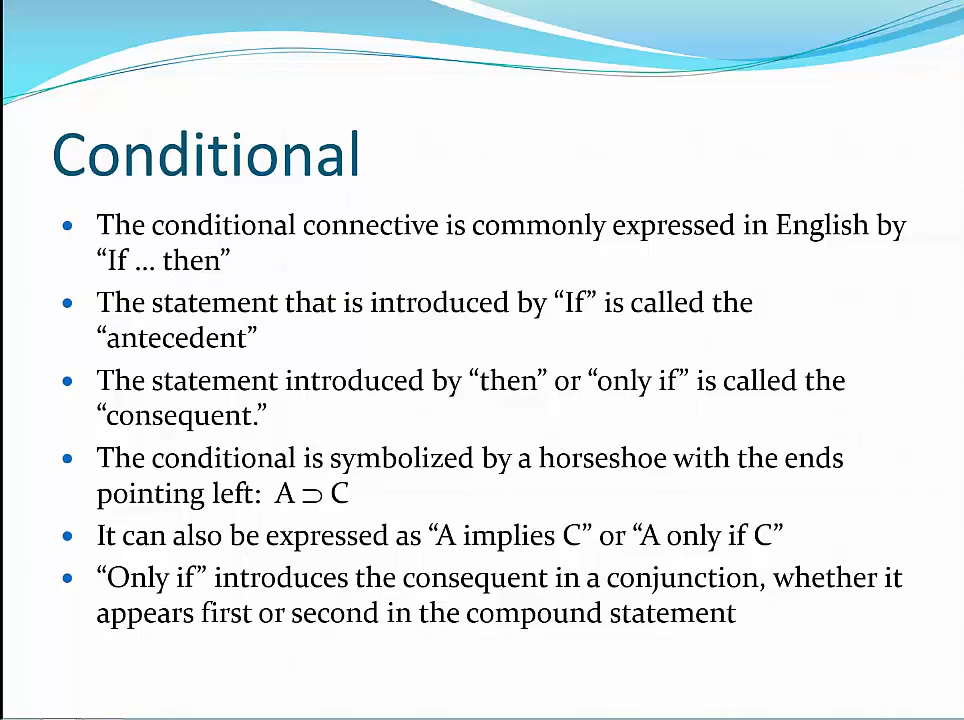 Conditional
• The conditional connective is commonly expressed in English by
“If ... then”
• The statement that is introduced by “If” is called the
“antecedent”
• The statement introduced by “then” or “only if” is called the
“consequent.”
• The conditional is symbolized by a horseshoe with the ends
pointing left: A ⊃ C
• It can also be expressed as “A implies C” or “A only if C”
• “Only if” introduces the consequent in a conjunction, whether it
appears first or second in the compound statement